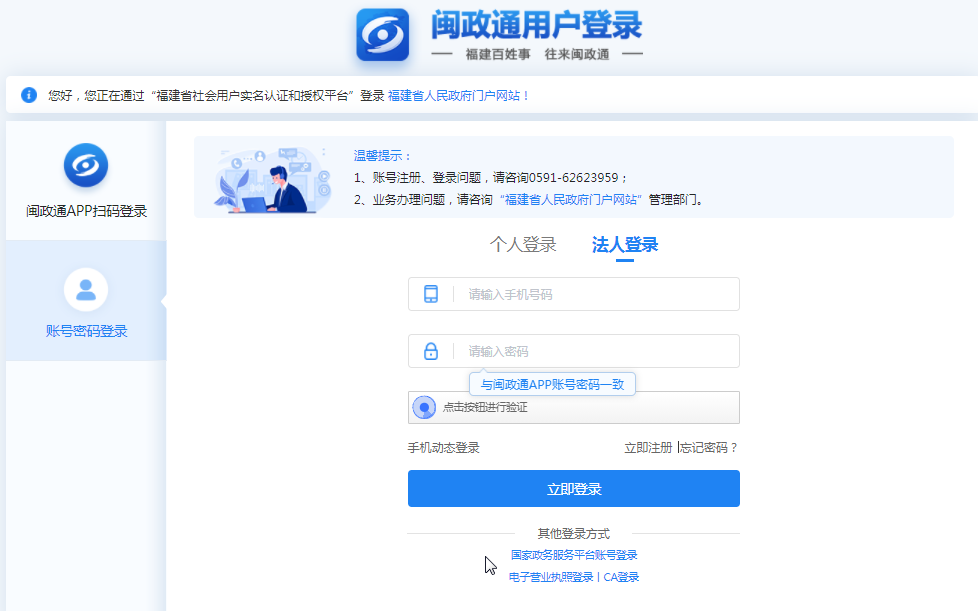 闽政通用户登录
福建百姓事 往来闽政通
您好，您正在通过“福建省社会用户实名认证和授权平台”登录 福建省人民政府门户网站！
闽政通APP扫码登录
账号密码登录
温馨提示：
1、账号注册、登录问题，请咨询0591-62623959；
2、业务办理问题，请咨询“福建省人民政府门户网站”管理部门。
个人登录 法人登录
请输入手机号码
请输入密码
与闽政通APP账号密码一致
点击按钮进行验证
手机动态登录 立即注册 |忘记密码？
立即登录
其他登录方式
国家政务服务平台账号登录
电子营业执照登录 | CA登录